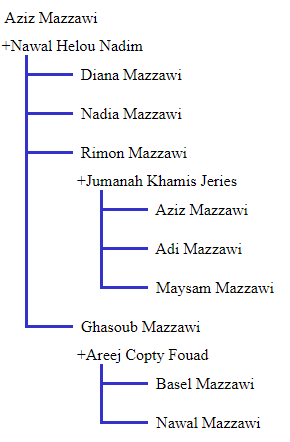 Aziz Mazzawi
+Nawal Helou Nadim
Diana Mazzawi
Nadia Mazzawi
Rimon Mazzawi
+Jumanah Khamis Jeries
Aziz Mazzawi
Adi Mazzawi
Maysam Mazzawi
Ghasoub Mazzawi
+Areej Copty Fouad
Basel Mazzawi
Nawal Mazzawi